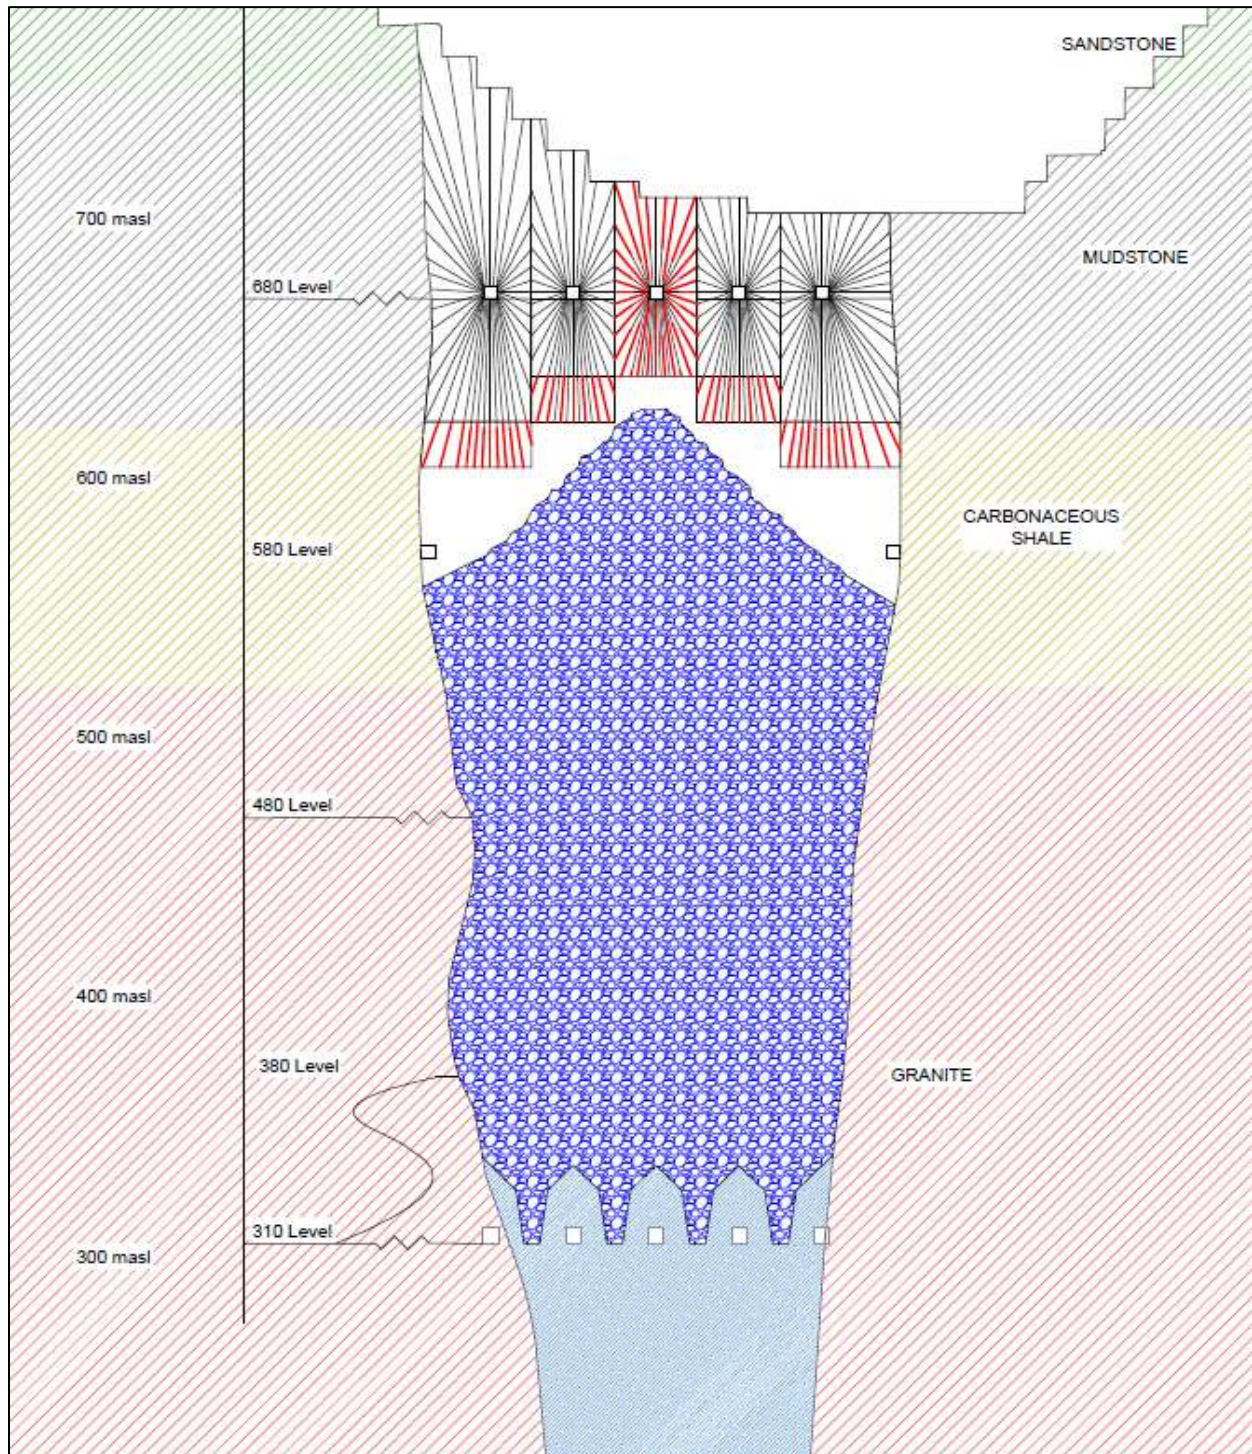 SANDSTONE
700 masl
MUDSTONE
680 Level
600 masl
CARBONACEOUS
SHALE
580 Level
500 masl
480 Level
400 masl
380 Level
GRANITE
310 Level
300 masl